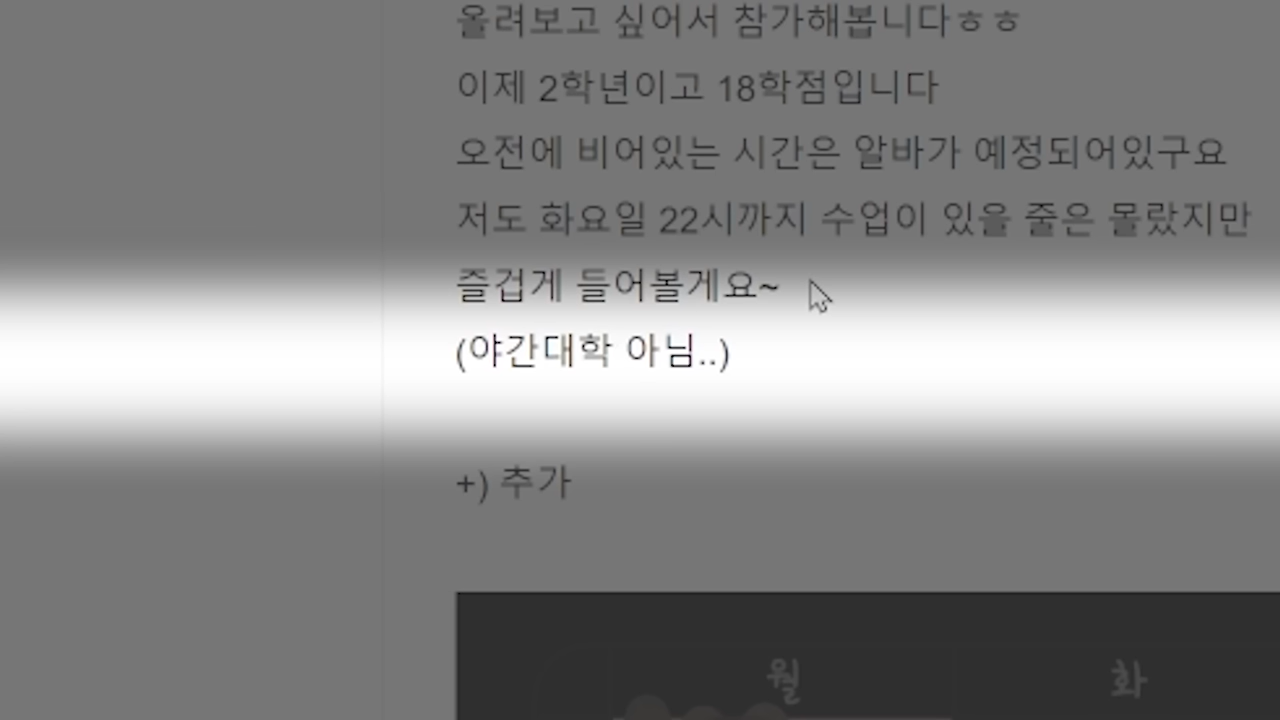 올려보고 싶어서 참가해봅니다ㅎㅎ
이제 2학년이고 18학점입니다
오전에 비어있는 시간은 알바가 예정되어있구요
저도 화요일 22시까지 수업이 있을 줄은 몰랐지만
즐겁게 들어볼게요~
(야간대학 아님..)
+) 추가
월 화